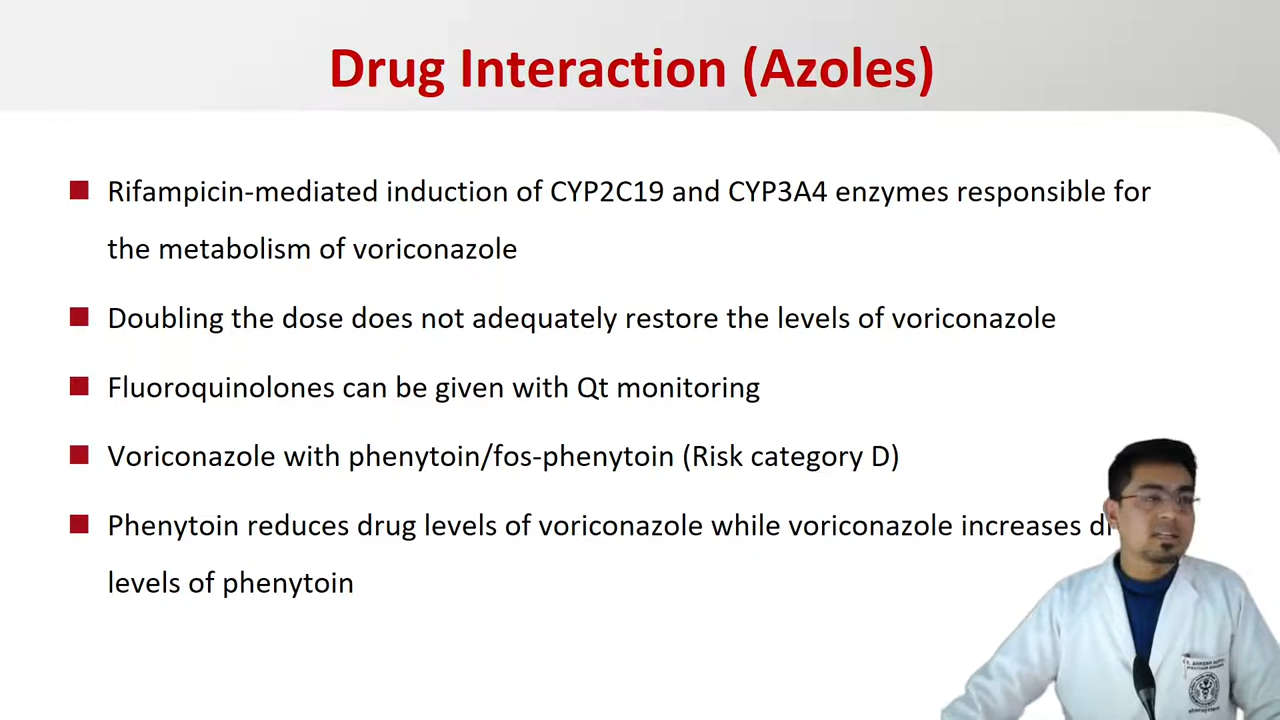 Drug Interaction (Azoles)
Rifampicin-mediated induction of CYP2C19 and CYP3A4 enzymes responsible for
the metabolism of voriconazole
Doubling the dose does not adequately restore the levels of voriconazole
Fluoroquinolones can be given with Qt monitoring
Voriconazole with phenytoin/fos-phenytoin (Risk category D)
Phenytoin reduces drug levels of voriconazole while voriconazole increases
levels of phenytoin